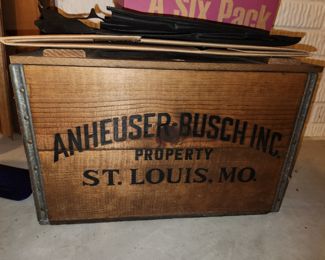 A Six Pack
ANHEUSER-BUSCH INC.
PROPERTY
ST. LOUIS, MO.